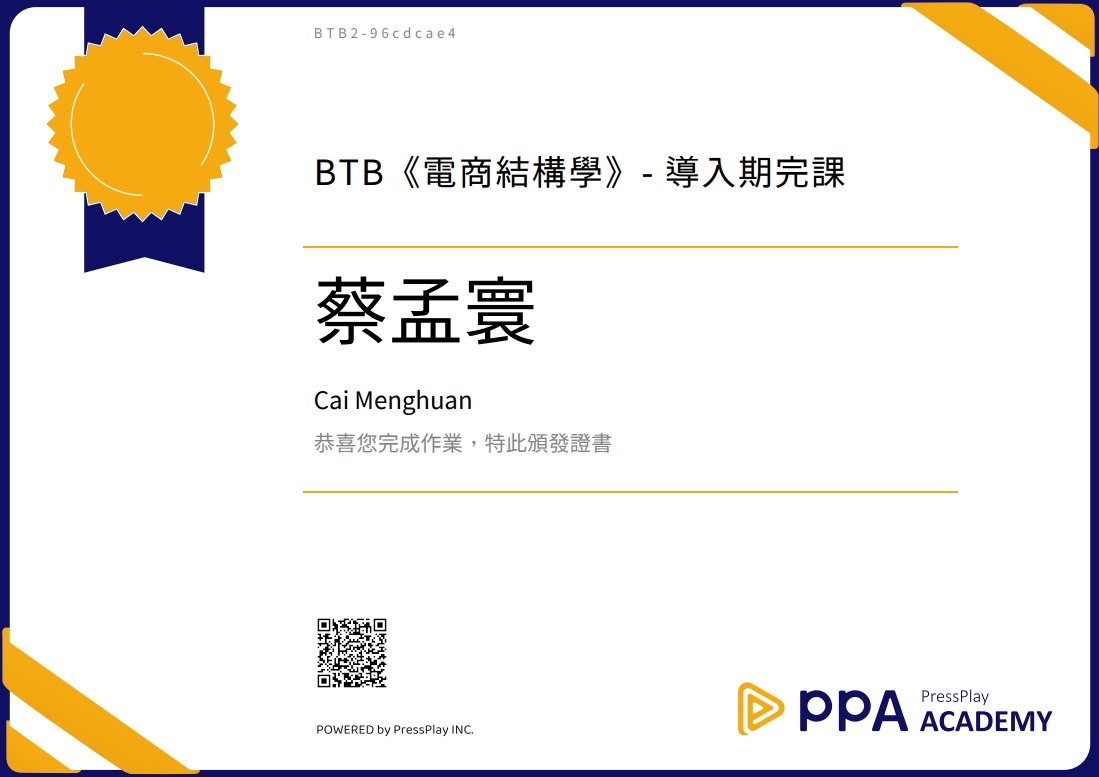 BTB2-96cdcae4
BTB《電商結構學》- 導入期完課
蔡孟寰
Cai Menghuan
恭喜您完成作業，特此頒發證書
POWERED by PressPlay INC.
PPA PressPlay
ACADEMY